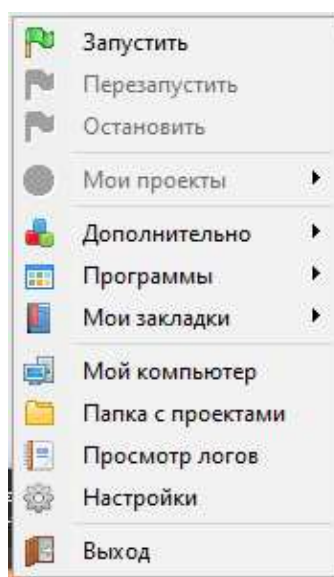 Запустить
Перезапустить
Остановить
Мои проекты
Дополнительно
Программы
Мои закладки
Мой компьютер
Папка с проектами
Просмотр логов
Настройки
Выход